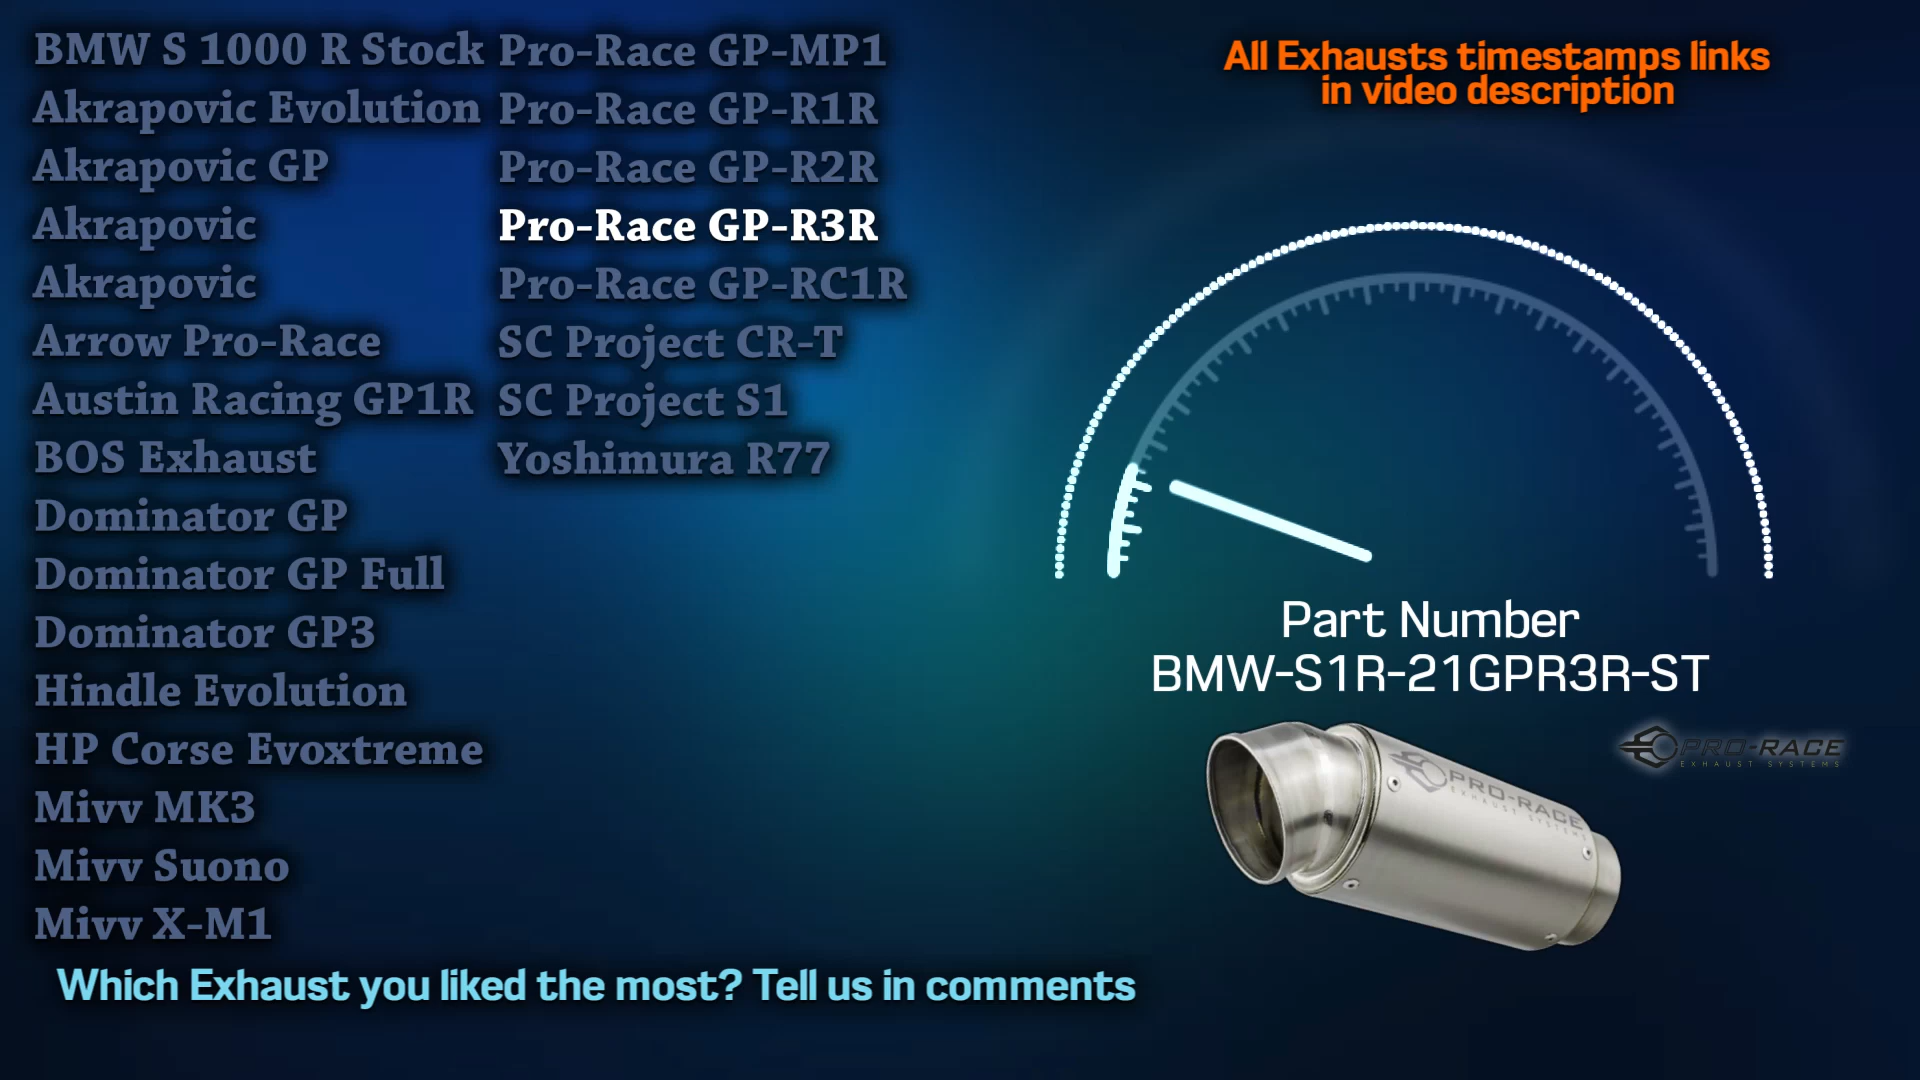 BMW S 1000 R Stock
Akrapovic Evolution
Akrapovic GP
Akrapovic
Akrapovic
Arrow Pro-Race
Austin Racing GP1R
BOS Exhaust
Dominator GP
Dominator GP Full
Dominator GP3
Hindle Evolution
HP Corse Evoxtreme
Mivv MK3
Mivv Suono
Mivv X-M1
Pro-Race GP-MP1
Pro-Race GP-R1R
Pro-Race GP-R2R
Pro-Race GP-R3R
Pro-Race GP-RC1R
SC Project CR-T
SC Project S1
Yoshimura R77
All Exhausts timestamps links
in video description
Part Number
BMW-S1R-21GPR3R-ST
PRO-RACE
EXHAUST SYSTEMS
PRO-RACE
EXHAUST SYSTEMS
Which Exhaust you liked the most? Tell us in comments